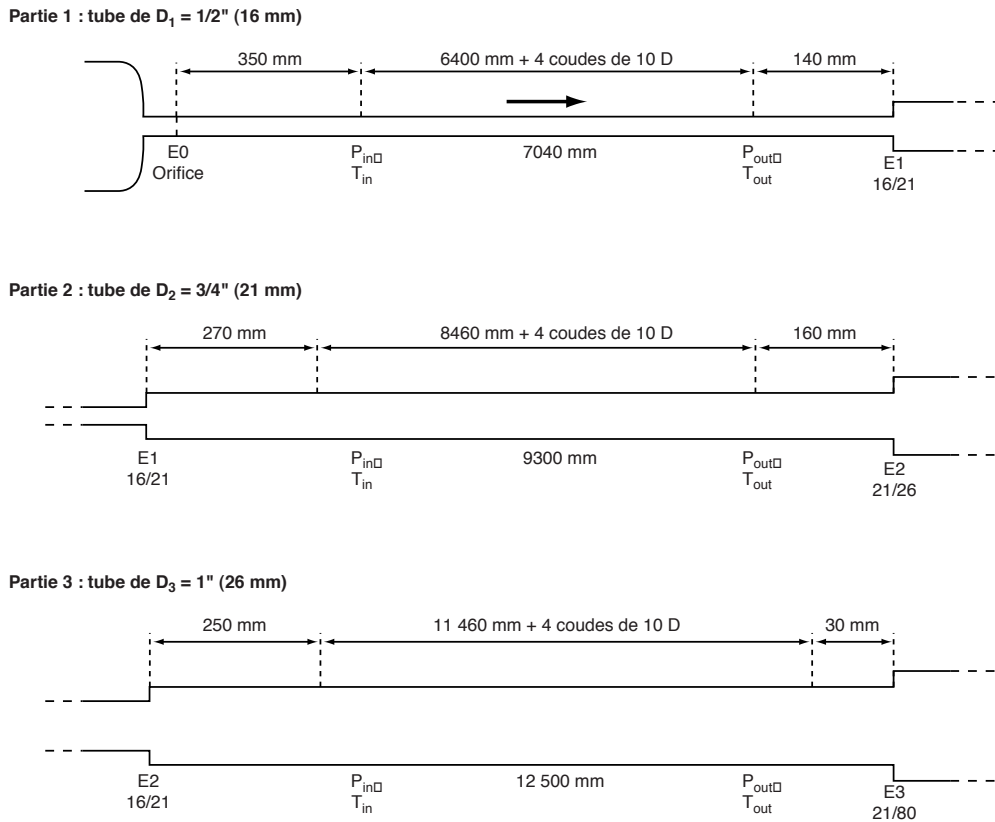 Partie 1 : tube de D1 = 1/2" (16 mm)
350 mm
6400 mm + 4 coudes de 10 D
140 mm
E0
Orifice
Pin□
Tin
7040 mm
Pout□
Tout
E1
16/21
Partie 2 : tube de D2 = 3/4" (21 mm)
270 mm
8460 mm + 4 coudes de 10 D
160 mm
E1
16/21
Pin□
Tin
9300 mm
Pout□
Tout
E2
21/26
Partie 3 : tube de D3 = 1" (26 mm)
250 mm
11 460 mm + 4 coudes de 10 D
30 mm
E2
16/21
Pin□
Tin
12 500 mm
Pout□
Tout
E3
21/80